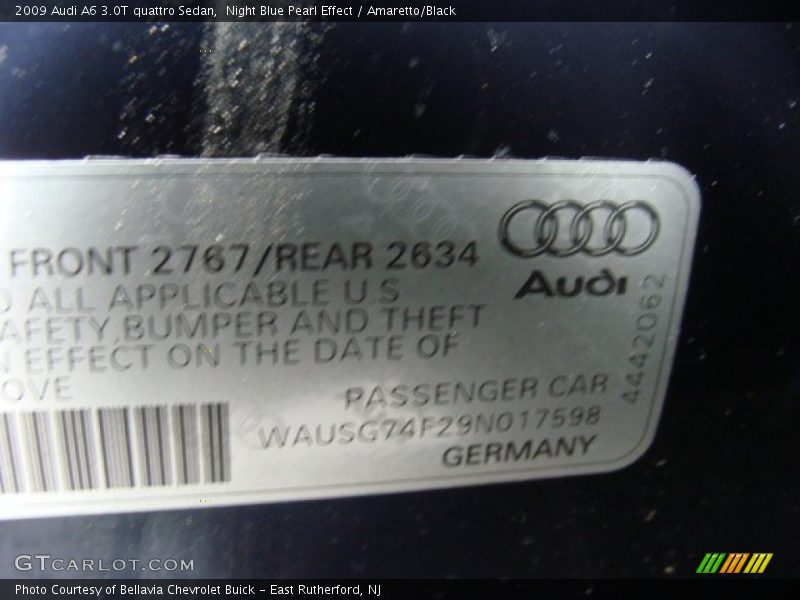 2009 Audi A6 3.0T quattro Sedan, Night Blue Pearl Effect / Amaretto/Black
FRONT 2767/REAR 2634
ALL APPLICABLE U.S
AFETY,BUMPER AND THEFT
N EFFECT ON THE DATE OF
OVE
Audi
4442062
PASSENGER CAR
WAUSG74F29N017598
GERMANY
GTCARLOT.COM
Photo Courtesy of Bellavia Chevrolet Buick - East Rutherford, NJ